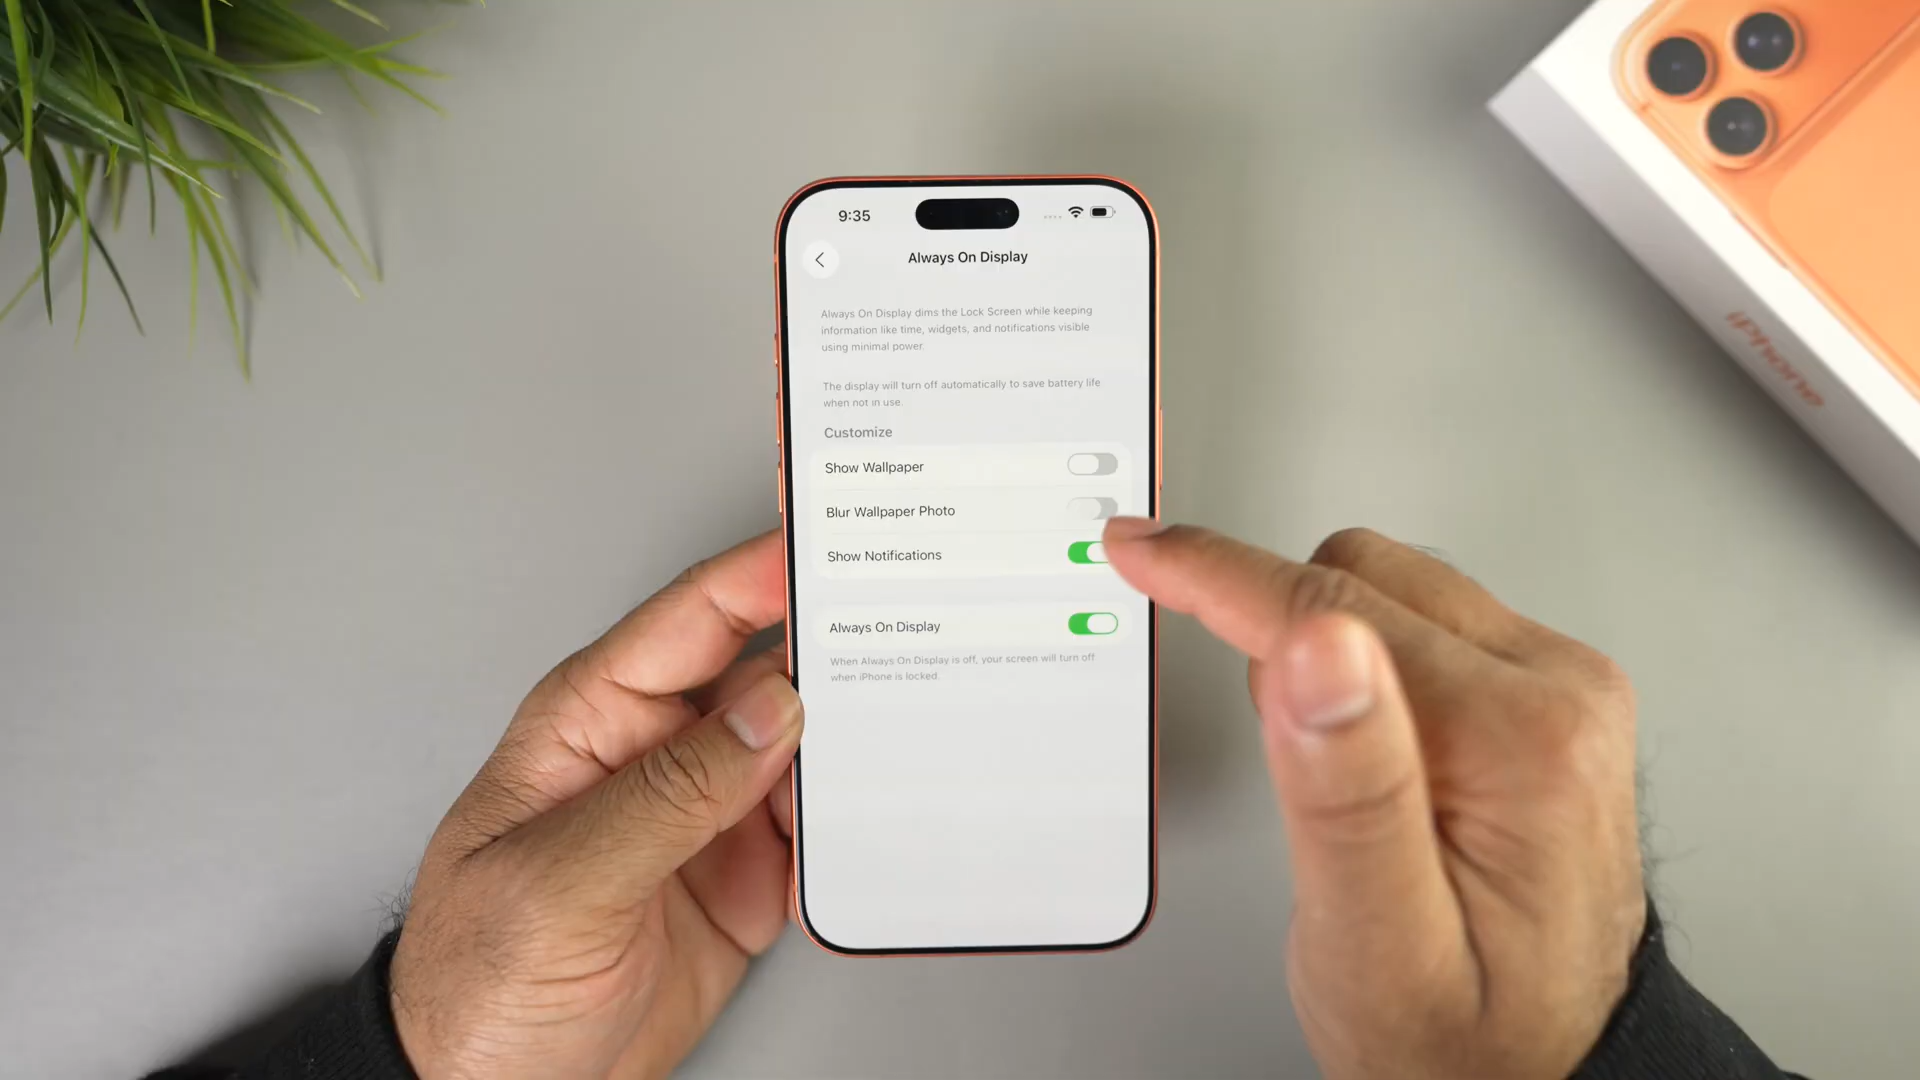 9:35
Always On Display
Always On Display dims the Lock Screen while keeping
information like time, widgets, and notifications visible
using minimal power.
The display will turn off automatically to save battery life
when not in use.
Customize
Show Wallpaper
Blur Wallpaper Photo
Show Notifications
Always On Display
When Always On Display is off, your screen will turn off
when iPhone is locked.
iPhone